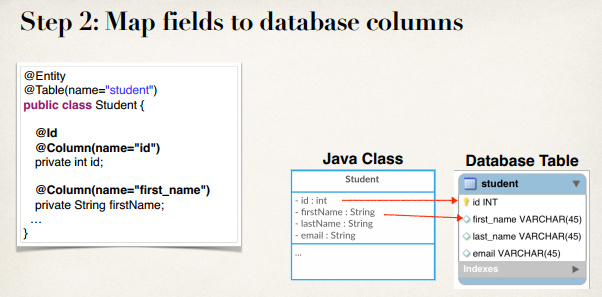 Step 2: Map fields to database columns
@Entity
@Table(name="student")
public class Student {
@Id
@Column(name="id")
private int id;
@Column(name="first_name")
private String firstName;
…
}
Java Class
Student
- id : int
- firstName : String
- lastName : String
- email : String
...
Database Table
student
id INT
first_name VARCHAR(45)
last_name VARCHAR(45)
email VARCHAR(45)
Indexes